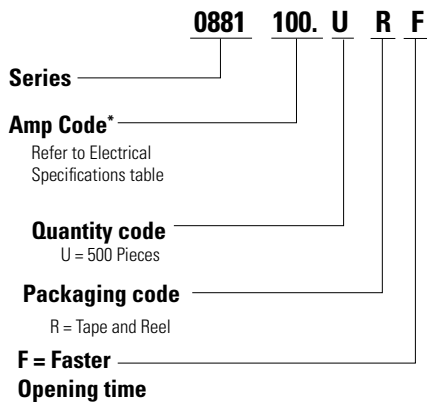 0881 100. U R F
Series
Amp Code*
Refer to Electrical
Specifications table
Quantity code
U = 500 Pieces
Packaging code
R = Tape and Reel
F = Faster
Opening time